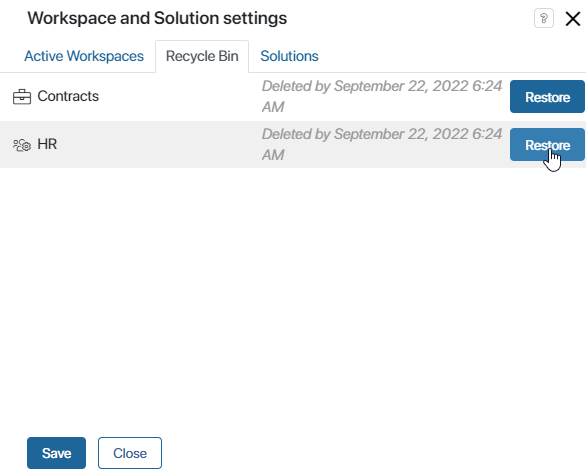 Workspace and Solution settings
?
Active Workspaces Recycle Bin Solutions
Contracts Deleted by September 22, 2022 6:24 AM Restore
HR Deleted by September 22, 2022 6:24 AM Restore
Save Close